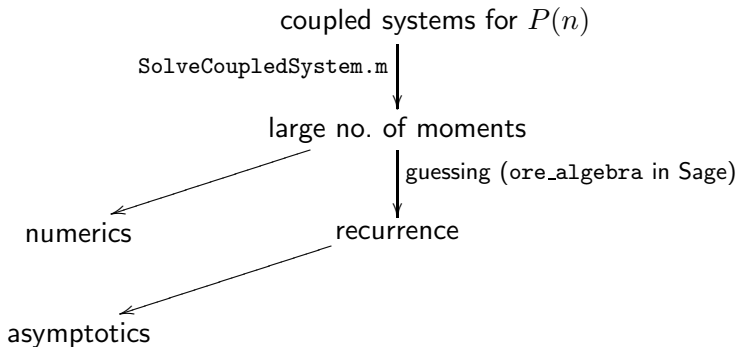 coupled systems for P(n)
SolveCoupledSystem.m
large no. of moments
guessing (ore_algebra in Sage)
numerics
recurrence
asymptotics